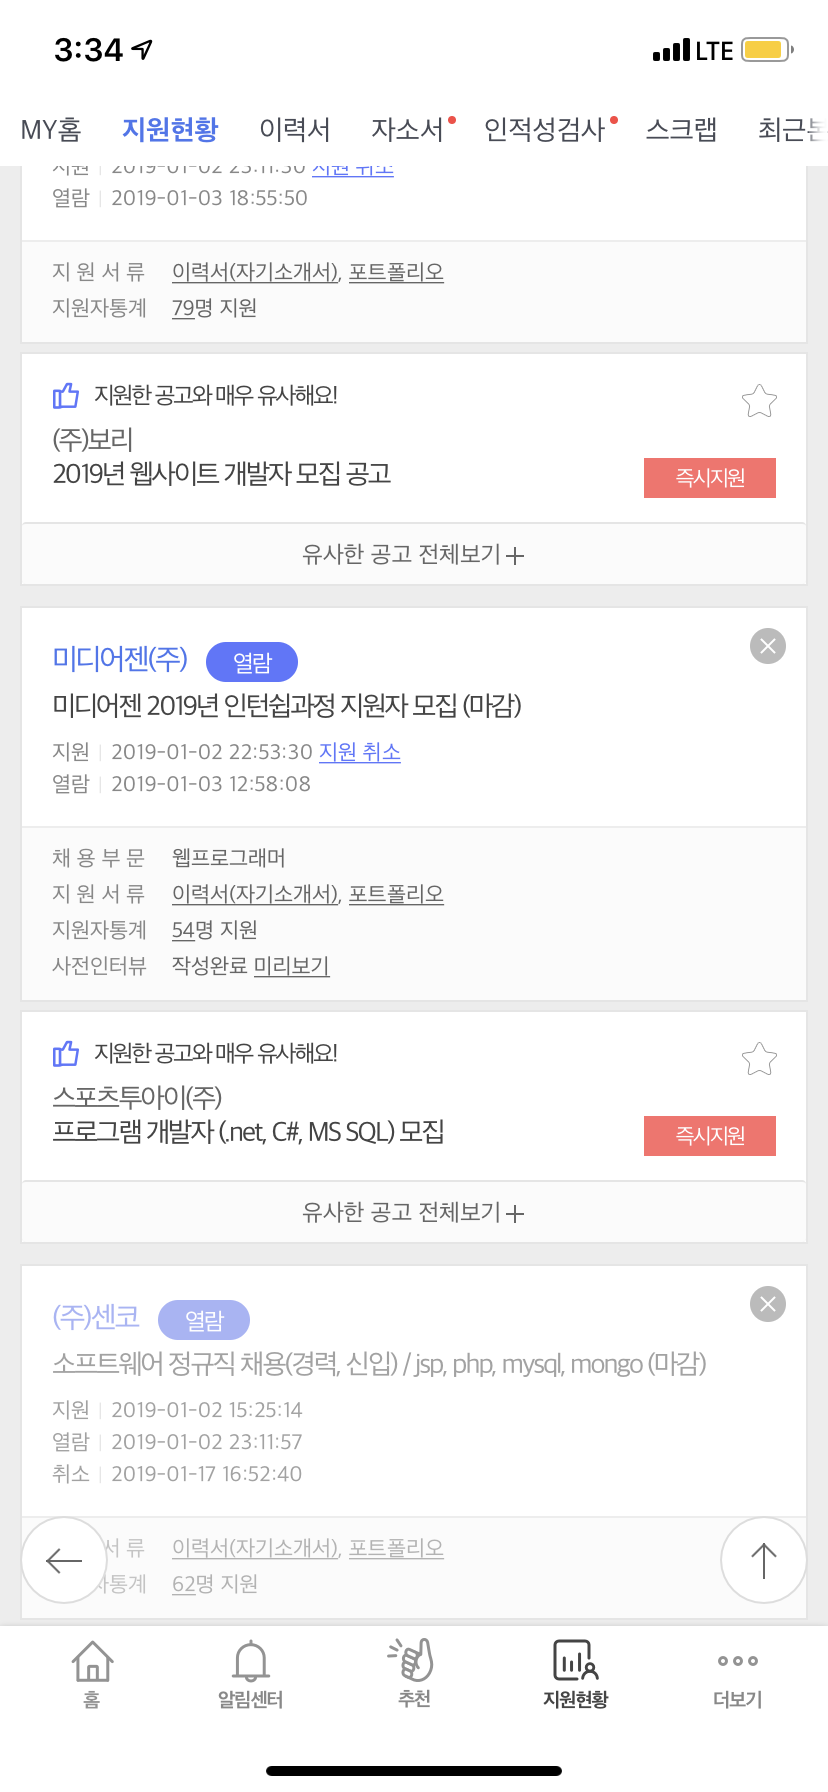 3:34 LTE
MY홈 지원현황 이력서 자소서 인적성검사 스크랩 최근본
지원 2019-01-02 23:11:30 지원 취소
열람 2019-01-03 18:55:50
지원서류 이력서(자기소개서), 포트폴리오
지원자통계 79명 지원
지원한 공고와 매우 유사해요!
(주)보리
2019년 웹사이트 개발자 모집 공고
즉시지원
유사한 공고 전체보기
미디어젠(주) 열람
미디어젠 2019년 인턴쉽과정 지원자 모집 (마감)
지원 2019-01-02 22:53:30 지원 취소
열람 2019-01-03 12:58:08
채용부문 웹프로그래머
지원서류 이력서(자기소개서), 포트폴리오
지원자통계 54명 지원
사전인터뷰 작성완료 미리보기
지원한 공고와 매우 유사해요!
스포츠투아이(주)
프로그램 개발자 (.net, C#, MS SQL) 모집
즉시지원
유사한 공고 전체보기
(주)센코 열람
소프트웨어 정규직 채용(경력, 신입) / jsp, php, mysql, mongo (마감)
지원 2019-01-02 15:25:14
열람 2019-01-02 23:11:57
취소 2019-01-17 16:52:40
서류 이력서(자기소개서), 포트폴리오
자통계 62명 지원
홈 알림센터 추천 지원현황 더보기